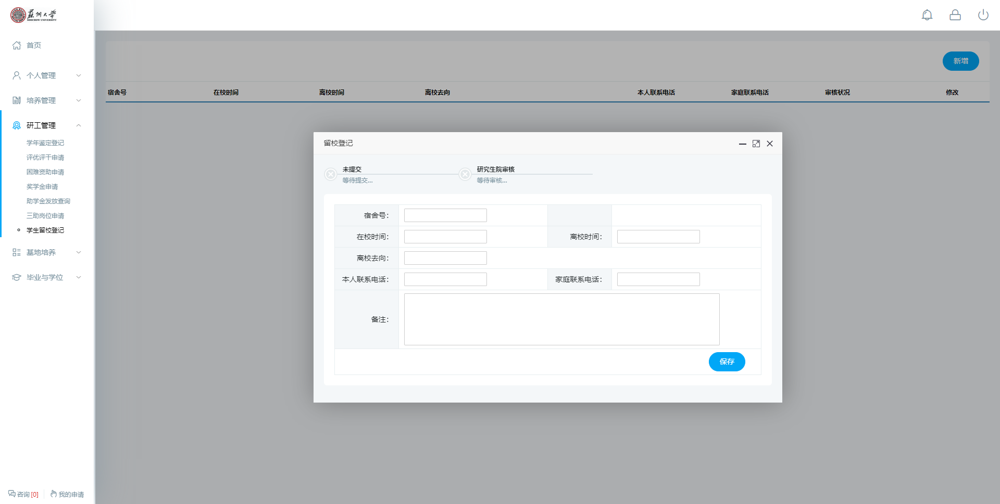 蘇州大學
SOOCHOW UNIVERSITY
首页
个人管理
培养管理
研工管理
学年鉴定登记
评优评干申请
困难资助申请
奖学金申请
助学金发放查询
三助岗位申请
学生留校登记
基地培养
毕业与学位
咨询[0]
我的申请
新增
宿舍号 在校时间 离校时间 离校去向 本人联系电话 家庭联系电话 审核状况 修改
留校登记
未提交
等待提交...
研究生院审核
等待审核...
宿舍号：
在校时间： 离校时间：
离校去向：
本人联系电话： 家庭联系电话：
备注：
保存